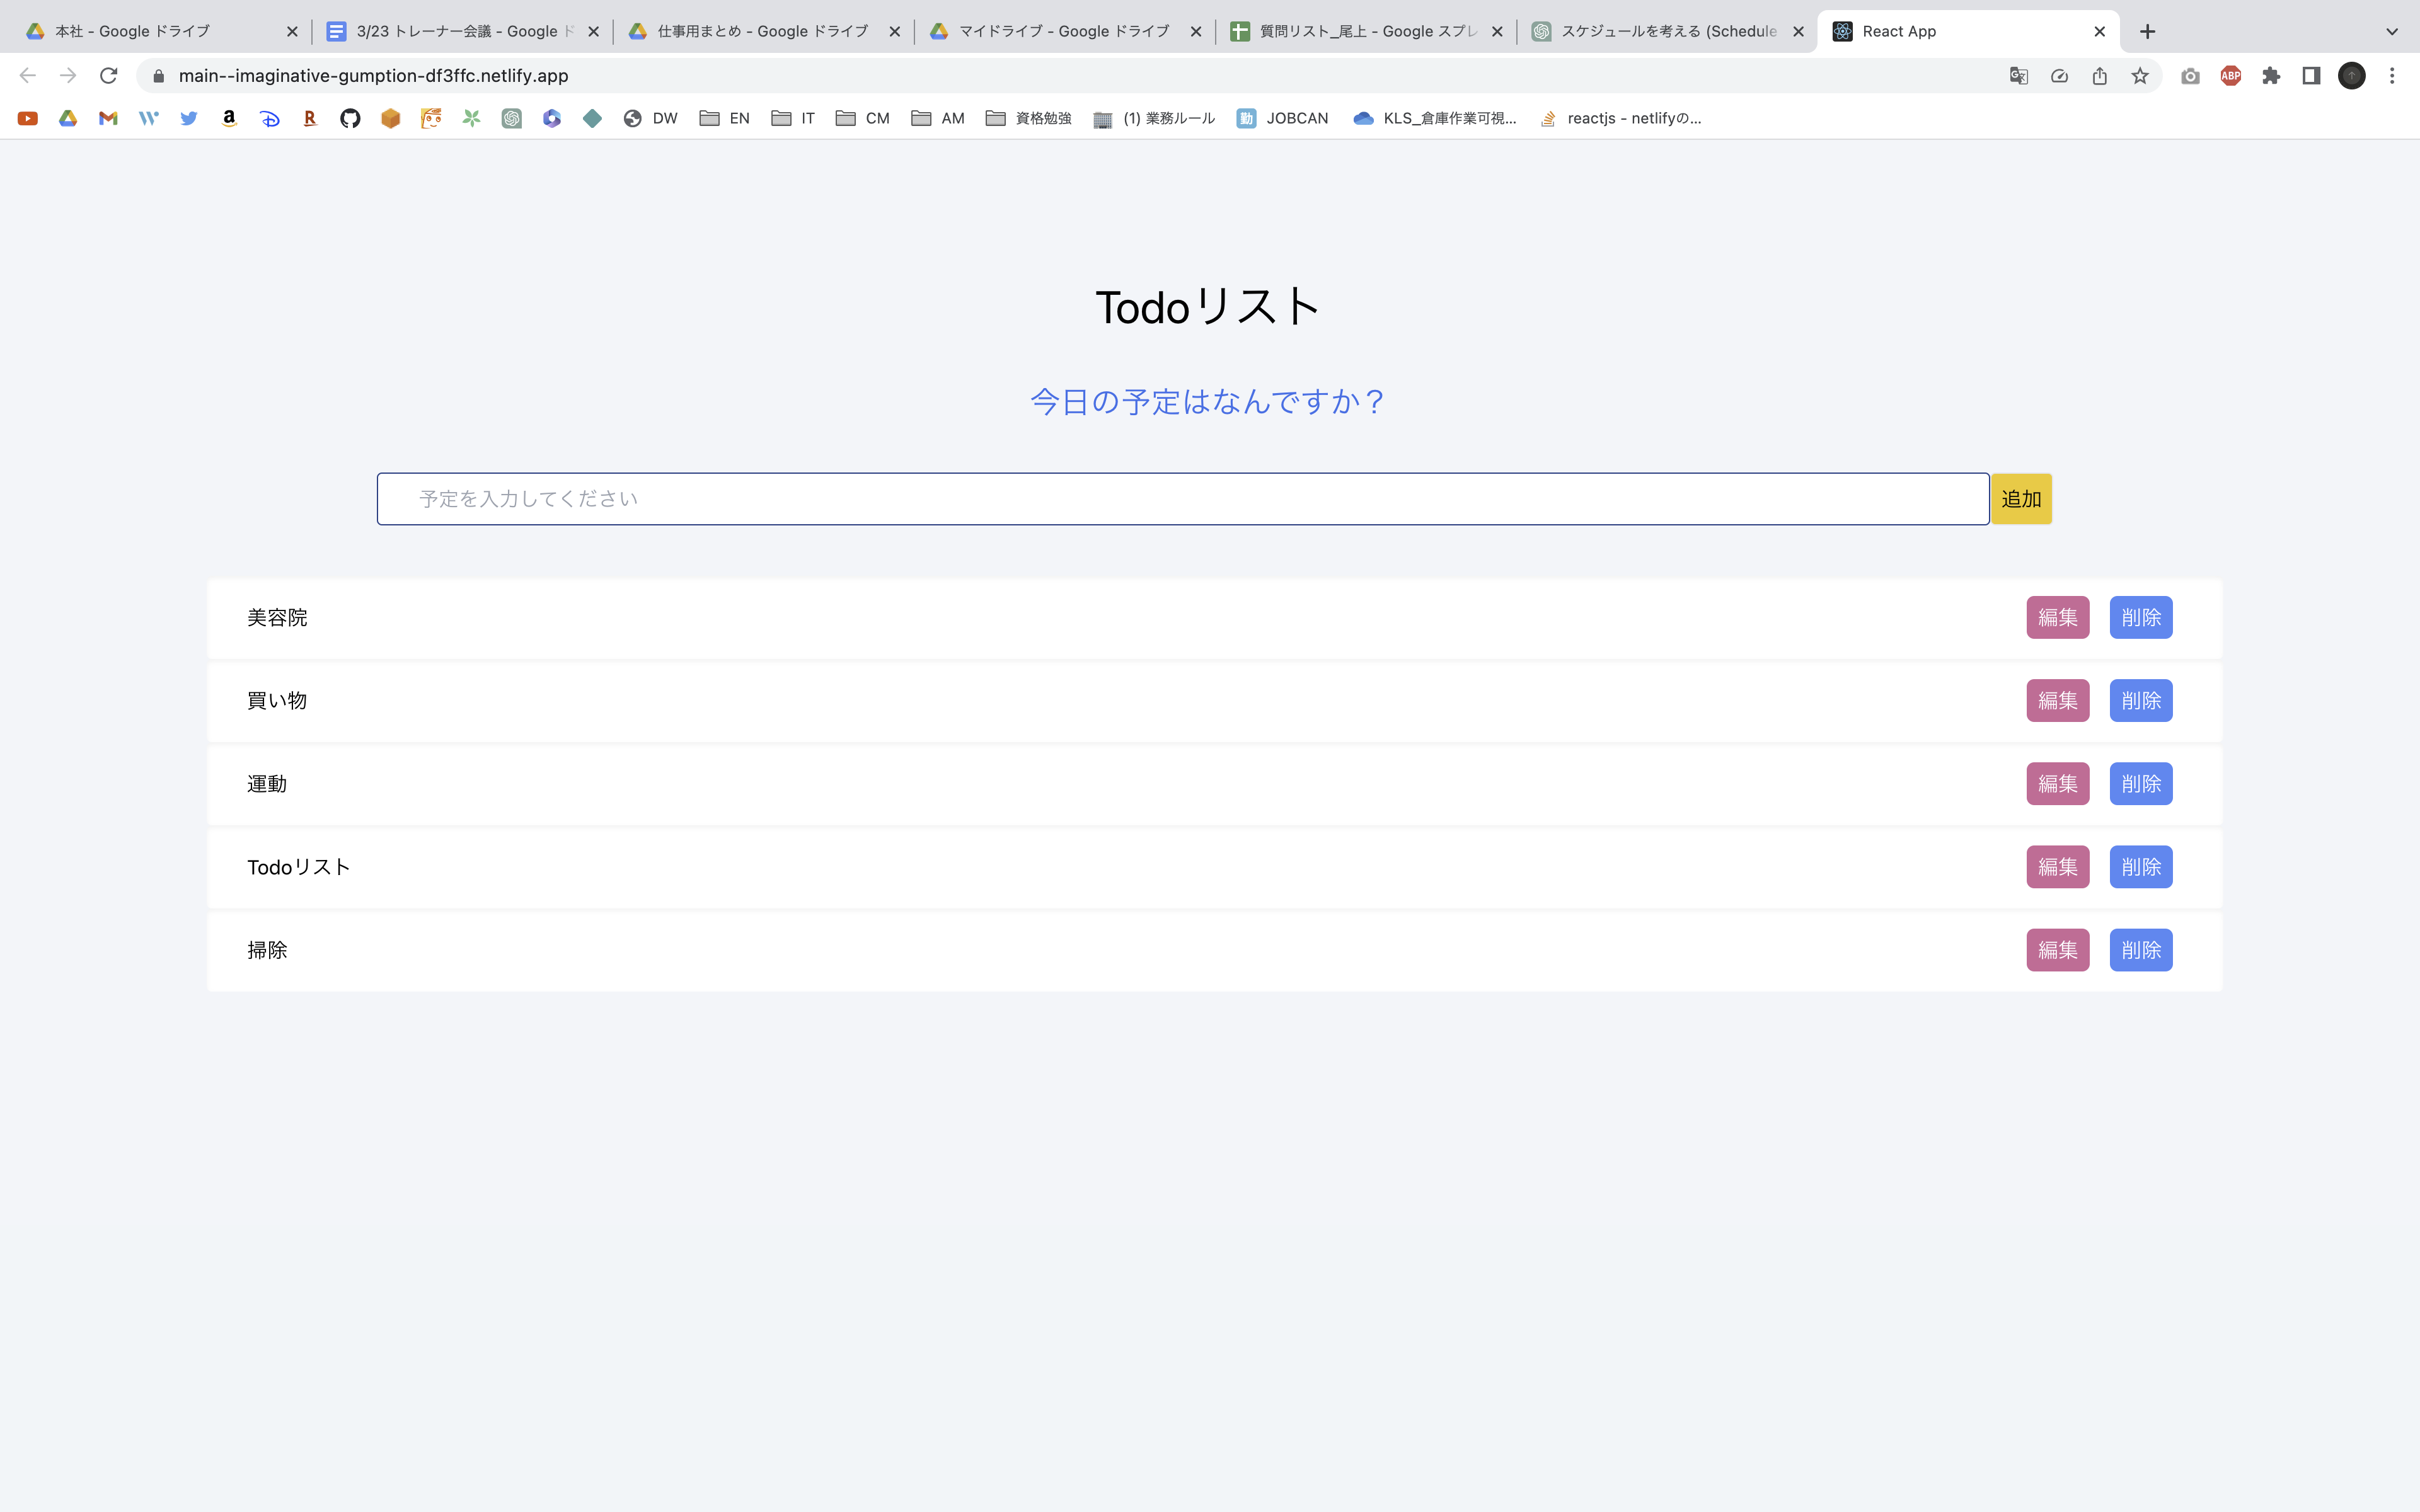 本社 - Google ドライブ
3/23 トレーナー会議 - Google ド
仕事用まとめ - Google ドライブ
マイドライブ - Google ドライブ
質問リスト_尾上 - Google スプレ
スケジュールを考える (Schedule
React App
main--imaginative-gumption-df3ffc.netlify.app
ABP
DW
EN
IT
CM
AM
資格勉強
(1) 業務ルール
勤 JOBCAN
KLS_倉庫作業可視...
reactjs - netlifyの...
Todoリスト
今日の予定はなんですか？
予定を入力してください 追加
美容院 編集 削除
買い物 編集 削除
運動 編集 削除
Todoリスト 編集 削除
掃除 編集 削除